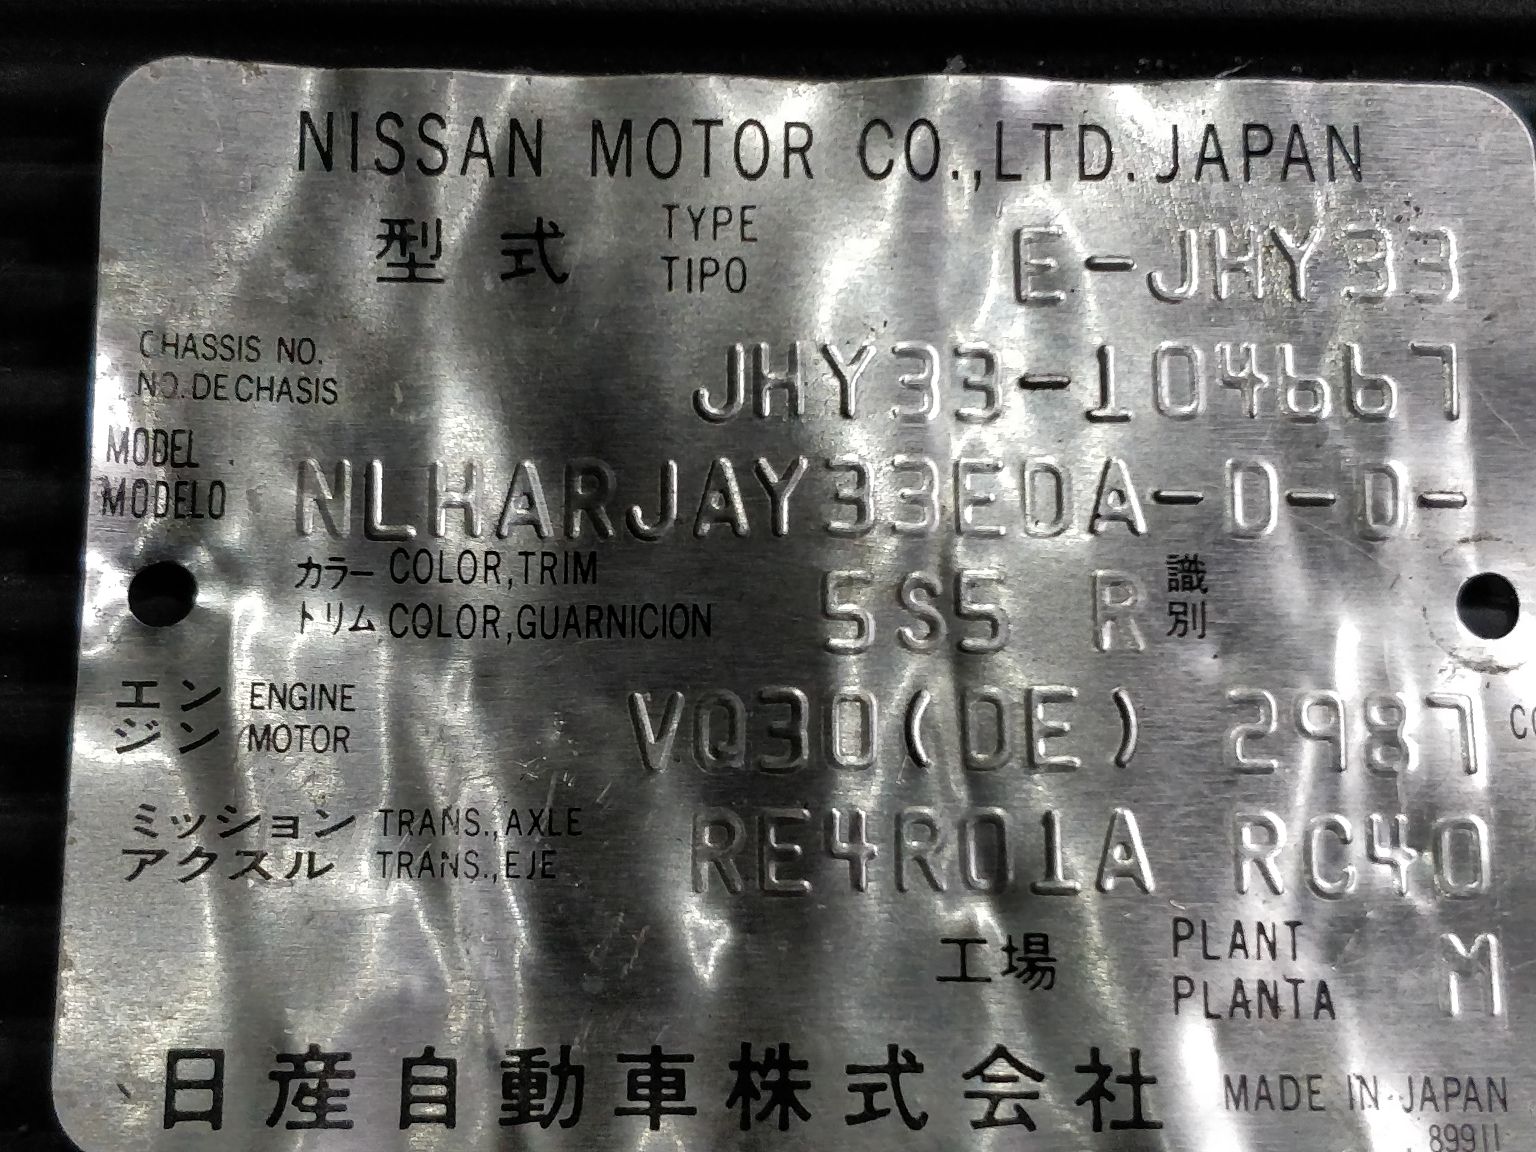 NISSAN MOTOR CO.,LTD. JAPAN
型式 TYPE TIPO E-JHY33
CHASSIS NO.
NO. DE CHASIS JHY33-104667
MODEL
MODELO NLHARJAY33EDA-D-D-
カラー COLOR,TRIM
トリム COLOR,GUARNICION 5S5 R 識別
エンジン ENGINE
MOTOR VQ30(DE) 2987
ミッション TRANS.,AXLE
アクスル TRANS.,EJE RE4R01A RC40
工場 PLANT
PLANTA M
日産自動車株式会社 MADE IN JAPAN
89911